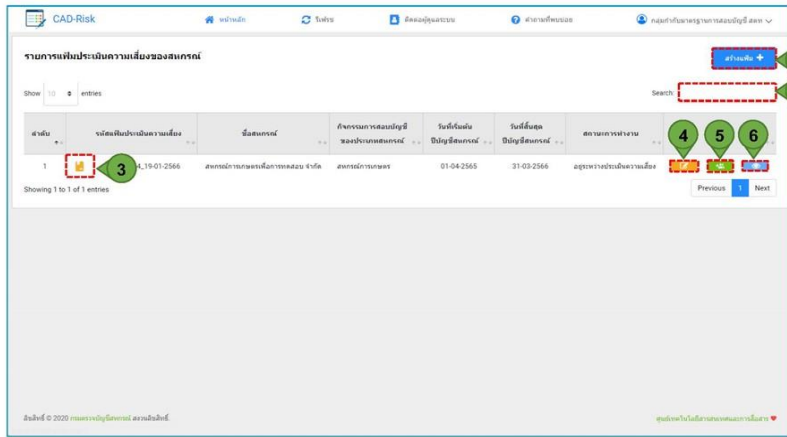 CAD-Risk
หน้าหลัก
รีเฟรช
ติดต่อผู้ดูแลระบบ
คำถามที่พบบ่อย
กลุ่มกำกับมาตรฐานการสอบบัญชี สตท
รายการแฟ้มประเมินความเสี่ยงของสหกรณ์
สร้างแฟ้ม +
Show 10 entries
Search:
ลำดับ
รหัสแฟ้มประเมินความเสี่ยง
ชื่อสหกรณ์
กิจกรรมการสอบบัญชี
ของประเภทสหกรณ์
วันที่เริ่มต้น
ปีบัญชีสหกรณ์
วันที่สิ้นสุด
ปีบัญชีสหกรณ์
สถานะการทำงาน
4
5
6
1
3
4_19-01-2566
สหกรณ์การเกษตรเพื่อการทดสอบ จำกัด
สหกรณ์การเกษตร
01-04-2565
31-03-2566
อยู่ระหว่างประเมินความเสี่ยง
Showing 1 to 1 of 1 entries
Previous 1 Next
ลิขสิทธิ์ © 2020 กรมตรวจบัญชีสหกรณ์ สงวนลิขสิทธิ์
ศูนย์เทคโนโลยีสารสนเทศและการสื่อสาร